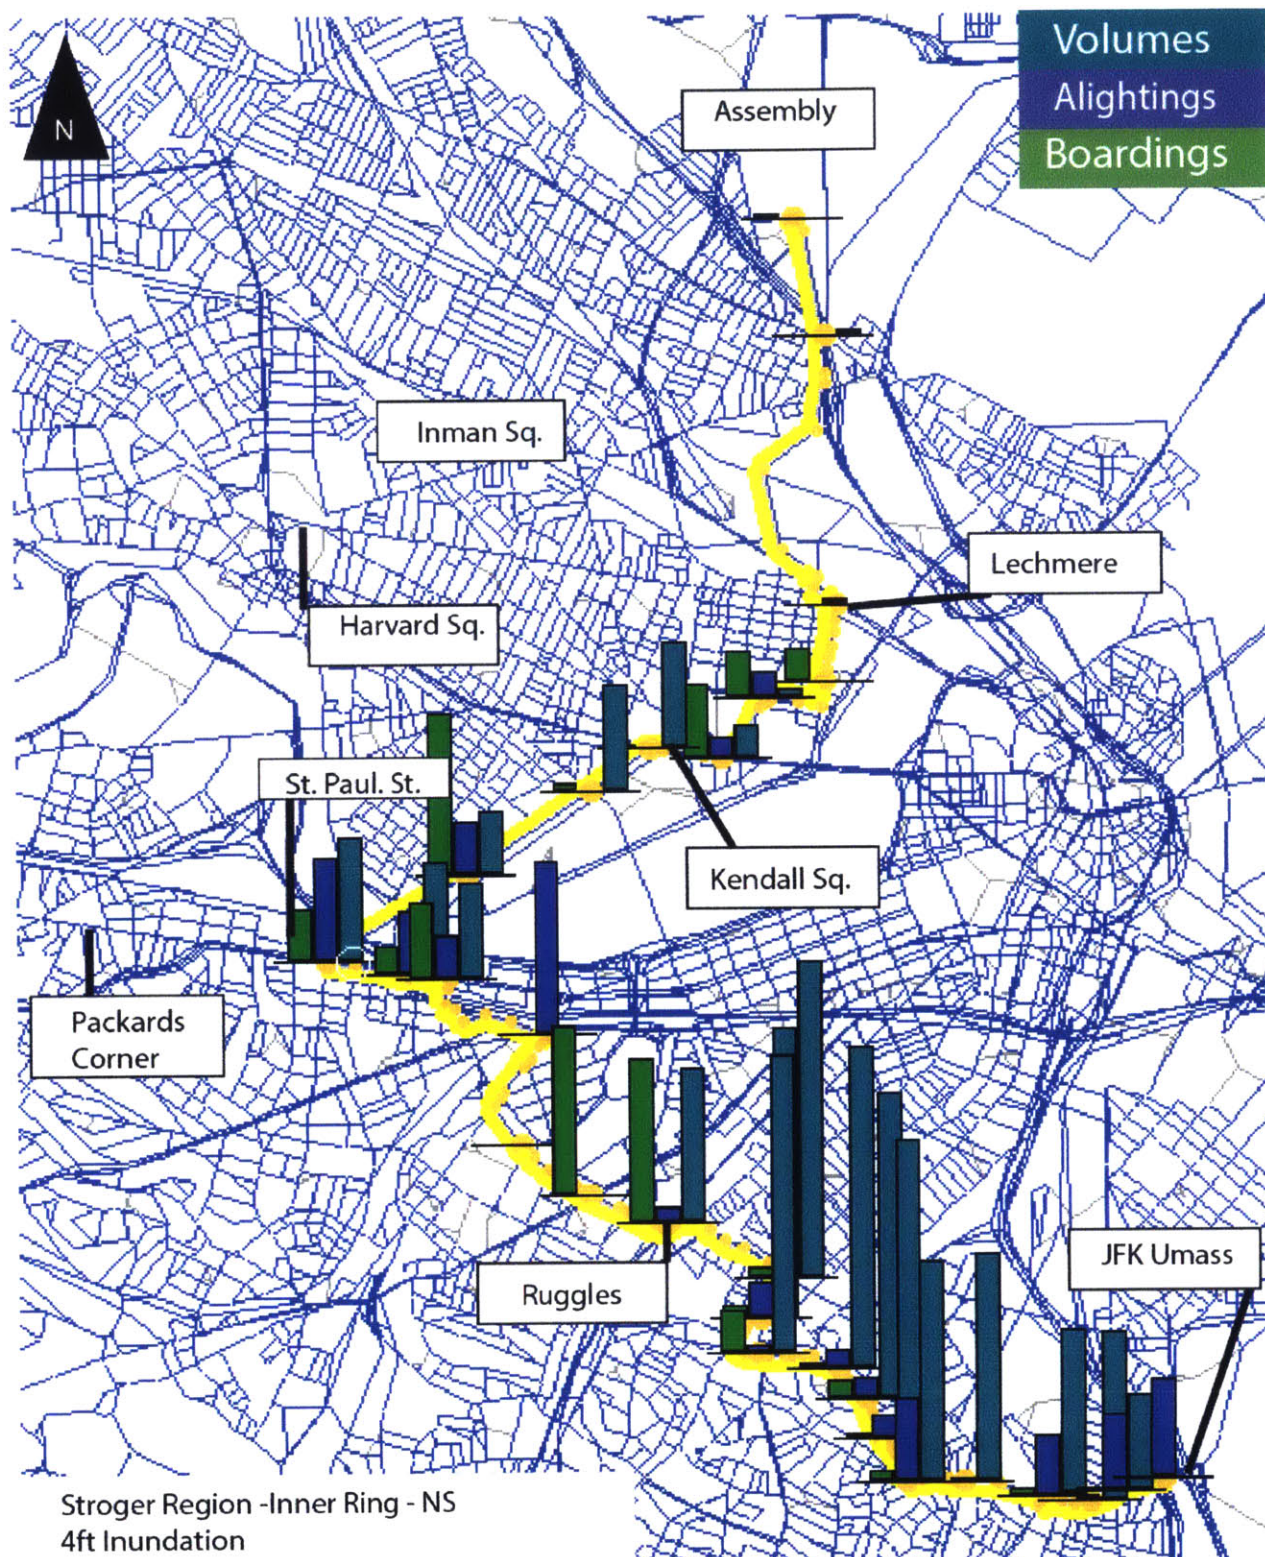 Volumes
Alightings
Boardings
N
Assembly
Inman Sq.
Lechmere
Harvard Sq.
St. Paul. St.
Kendall Sq.
Packards
Corner
JFK Umass
Ruggles
Stroger Region -Inner Ring - NS
4ft Inundation